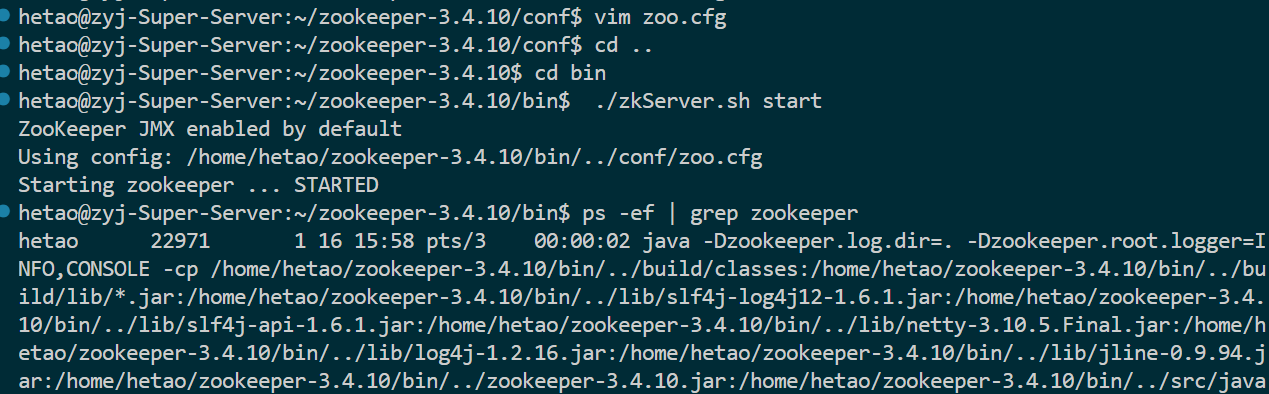 hetao@zyj-Super-Server:~/zookeeper-3.4.10/conf$ vim zoo.cfg
hetao@zyj-Super-Server:~/zookeeper-3.4.10/conf$ cd ..
hetao@zyj-Super-Server:~/zookeeper-3.4.10$ cd bin
hetao@zyj-Super-Server:~/zookeeper-3.4.10/bin$  ./zkServer.sh start
ZooKeeper JMX enabled by default
Using config: /home/hetao/zookeeper-3.4.10/bin/../conf/zoo.cfg
Starting zookeeper ... STARTED
hetao@zyj-Super-Server:~/zookeeper-3.4.10/bin$ ps -ef | grep zookeeper
hetao      22971       1 16 15:58 pts/3    00:00:02 java -Dzookeeper.log.dir=. -Dzookeeper.root.logger=I
NFO,CONSOLE -cp /home/hetao/zookeeper-3.4.10/bin/../build/classes:/home/hetao/zookeeper-3.4.10/bin/../bu
ild/lib/*.jar:/home/hetao/zookeeper-3.4.10/bin/../lib/slf4j-log4j12-1.6.1.jar:/home/hetao/zookeeper-3.4.
10/bin/../lib/slf4j-api-1.6.1.jar:/home/hetao/zookeeper-3.4.10/bin/../lib/netty-3.10.5.Final.jar:/home/h
etao/zookeeper-3.4.10/bin/../lib/log4j-1.2.16.jar:/home/hetao/zookeeper-3.4.10/bin/../lib/jline-0.9.94.j
ar:/home/hetao/zookeeper-3.4.10/bin/../zookeeper-3.4.10.jar:/home/hetao/zookeeper-3.4.10/bin/../src/java